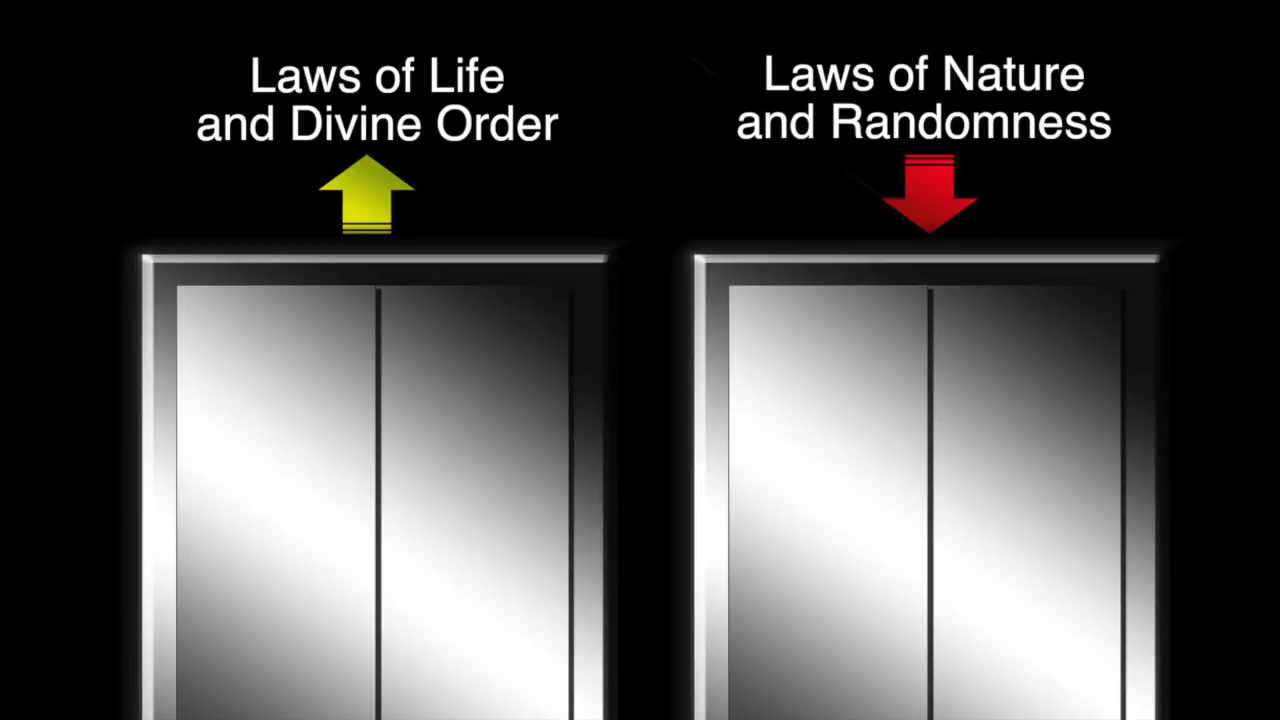 Laws of Life
and Divine Order
Laws of Nature
and Randomness